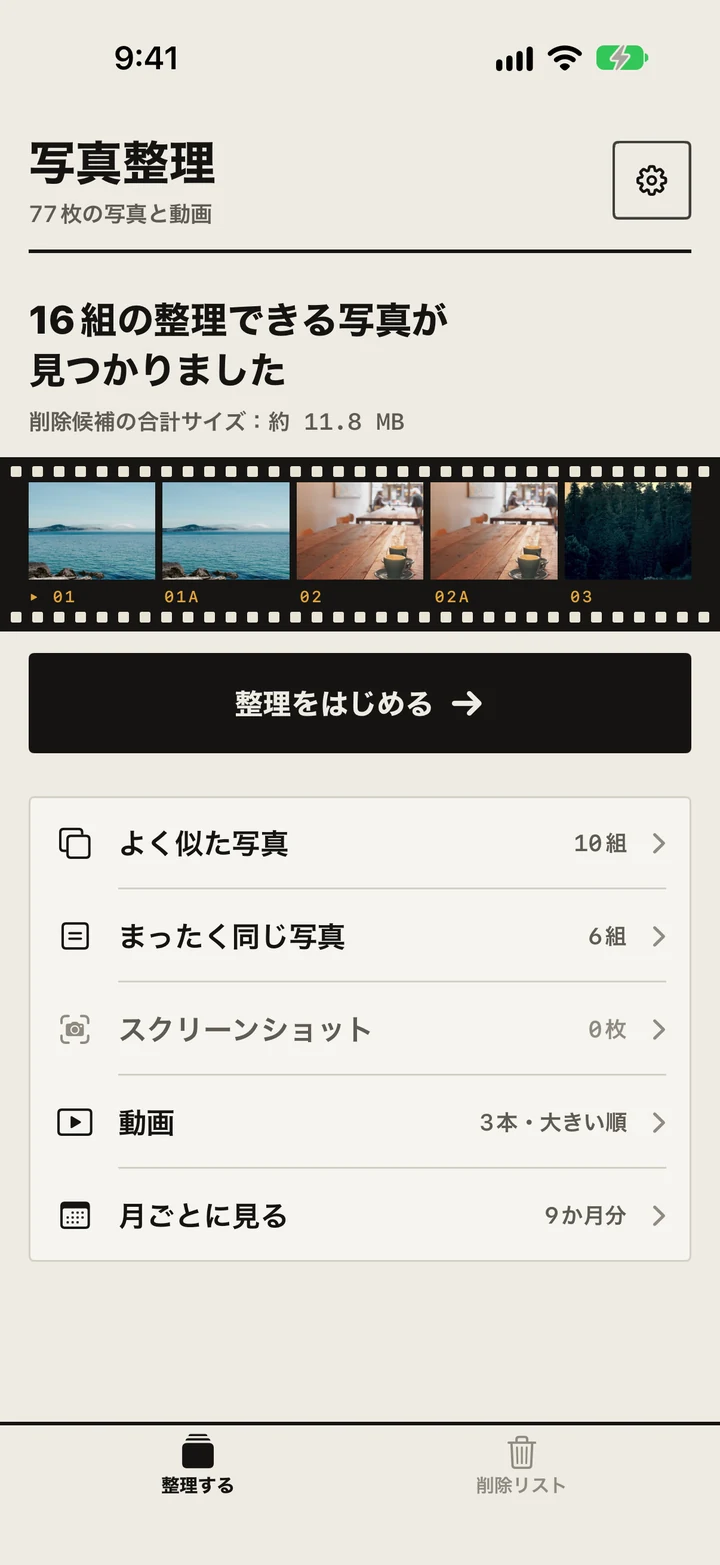 9:41
写真整理
77枚の写真と動画
16組の整理できる写真が
見つかりました
削除候補の合計サイズ：約 11.8 MB
▸ 01 01A 02 02A 03
整理をはじめる →
よく似た写真 10組
まったく同じ写真 6組
スクリーンショット 0枚
動画 3本・大きい順
月ごとに見る 9か月分
整理する 削除リスト